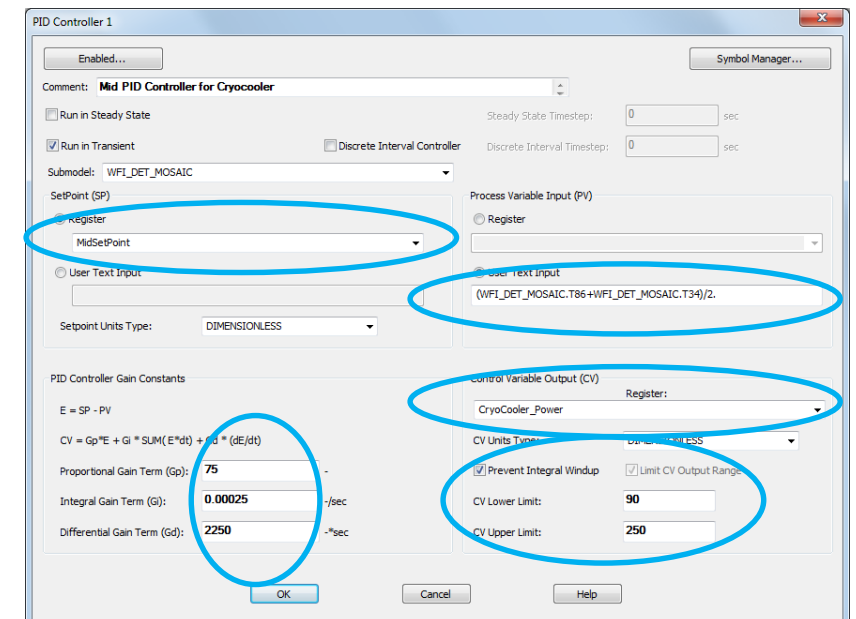 PID Controller 1
x
Enabled...
Symbol Manager...
Comment: Mid PID Controller for Cryocooler
Run in Steady State
Steady State Timestep: 0 sec
Run in Transient
Discrete Interval Controller
Discrete Interval Timestep: 0 sec
Submodel: WFI_DET_MOSAIC
SetPoint (SP)
Register
MidSetPoint
User Text Input
Setpoint Units Type: DIMENSIONLESS
Process Variable Input (PV)
Register
User Text Input
(WFI_DET_MOSAIC.T86+WFI_DET_MOSAIC.T34)/2.
PID Controller Gain Constants
E = SP - PV
CV = Gp*E + Gi * SUM( E*dt) + Gd * (dE/dt)
Proportional Gain Term (Gp): 75 -
Integral Gain Term (Gi): 0.00025 -/sec
Differential Gain Term (Gd): 2250 -*sec
Control Variable Output (CV)
Register:
CryoCooler_Power
CV Units Type: DIMENSIONLESS
Prevent Integral Windup
Limit CV Output Range
CV Lower Limit: 90
CV Upper Limit: 250
OK
Cancel
Help